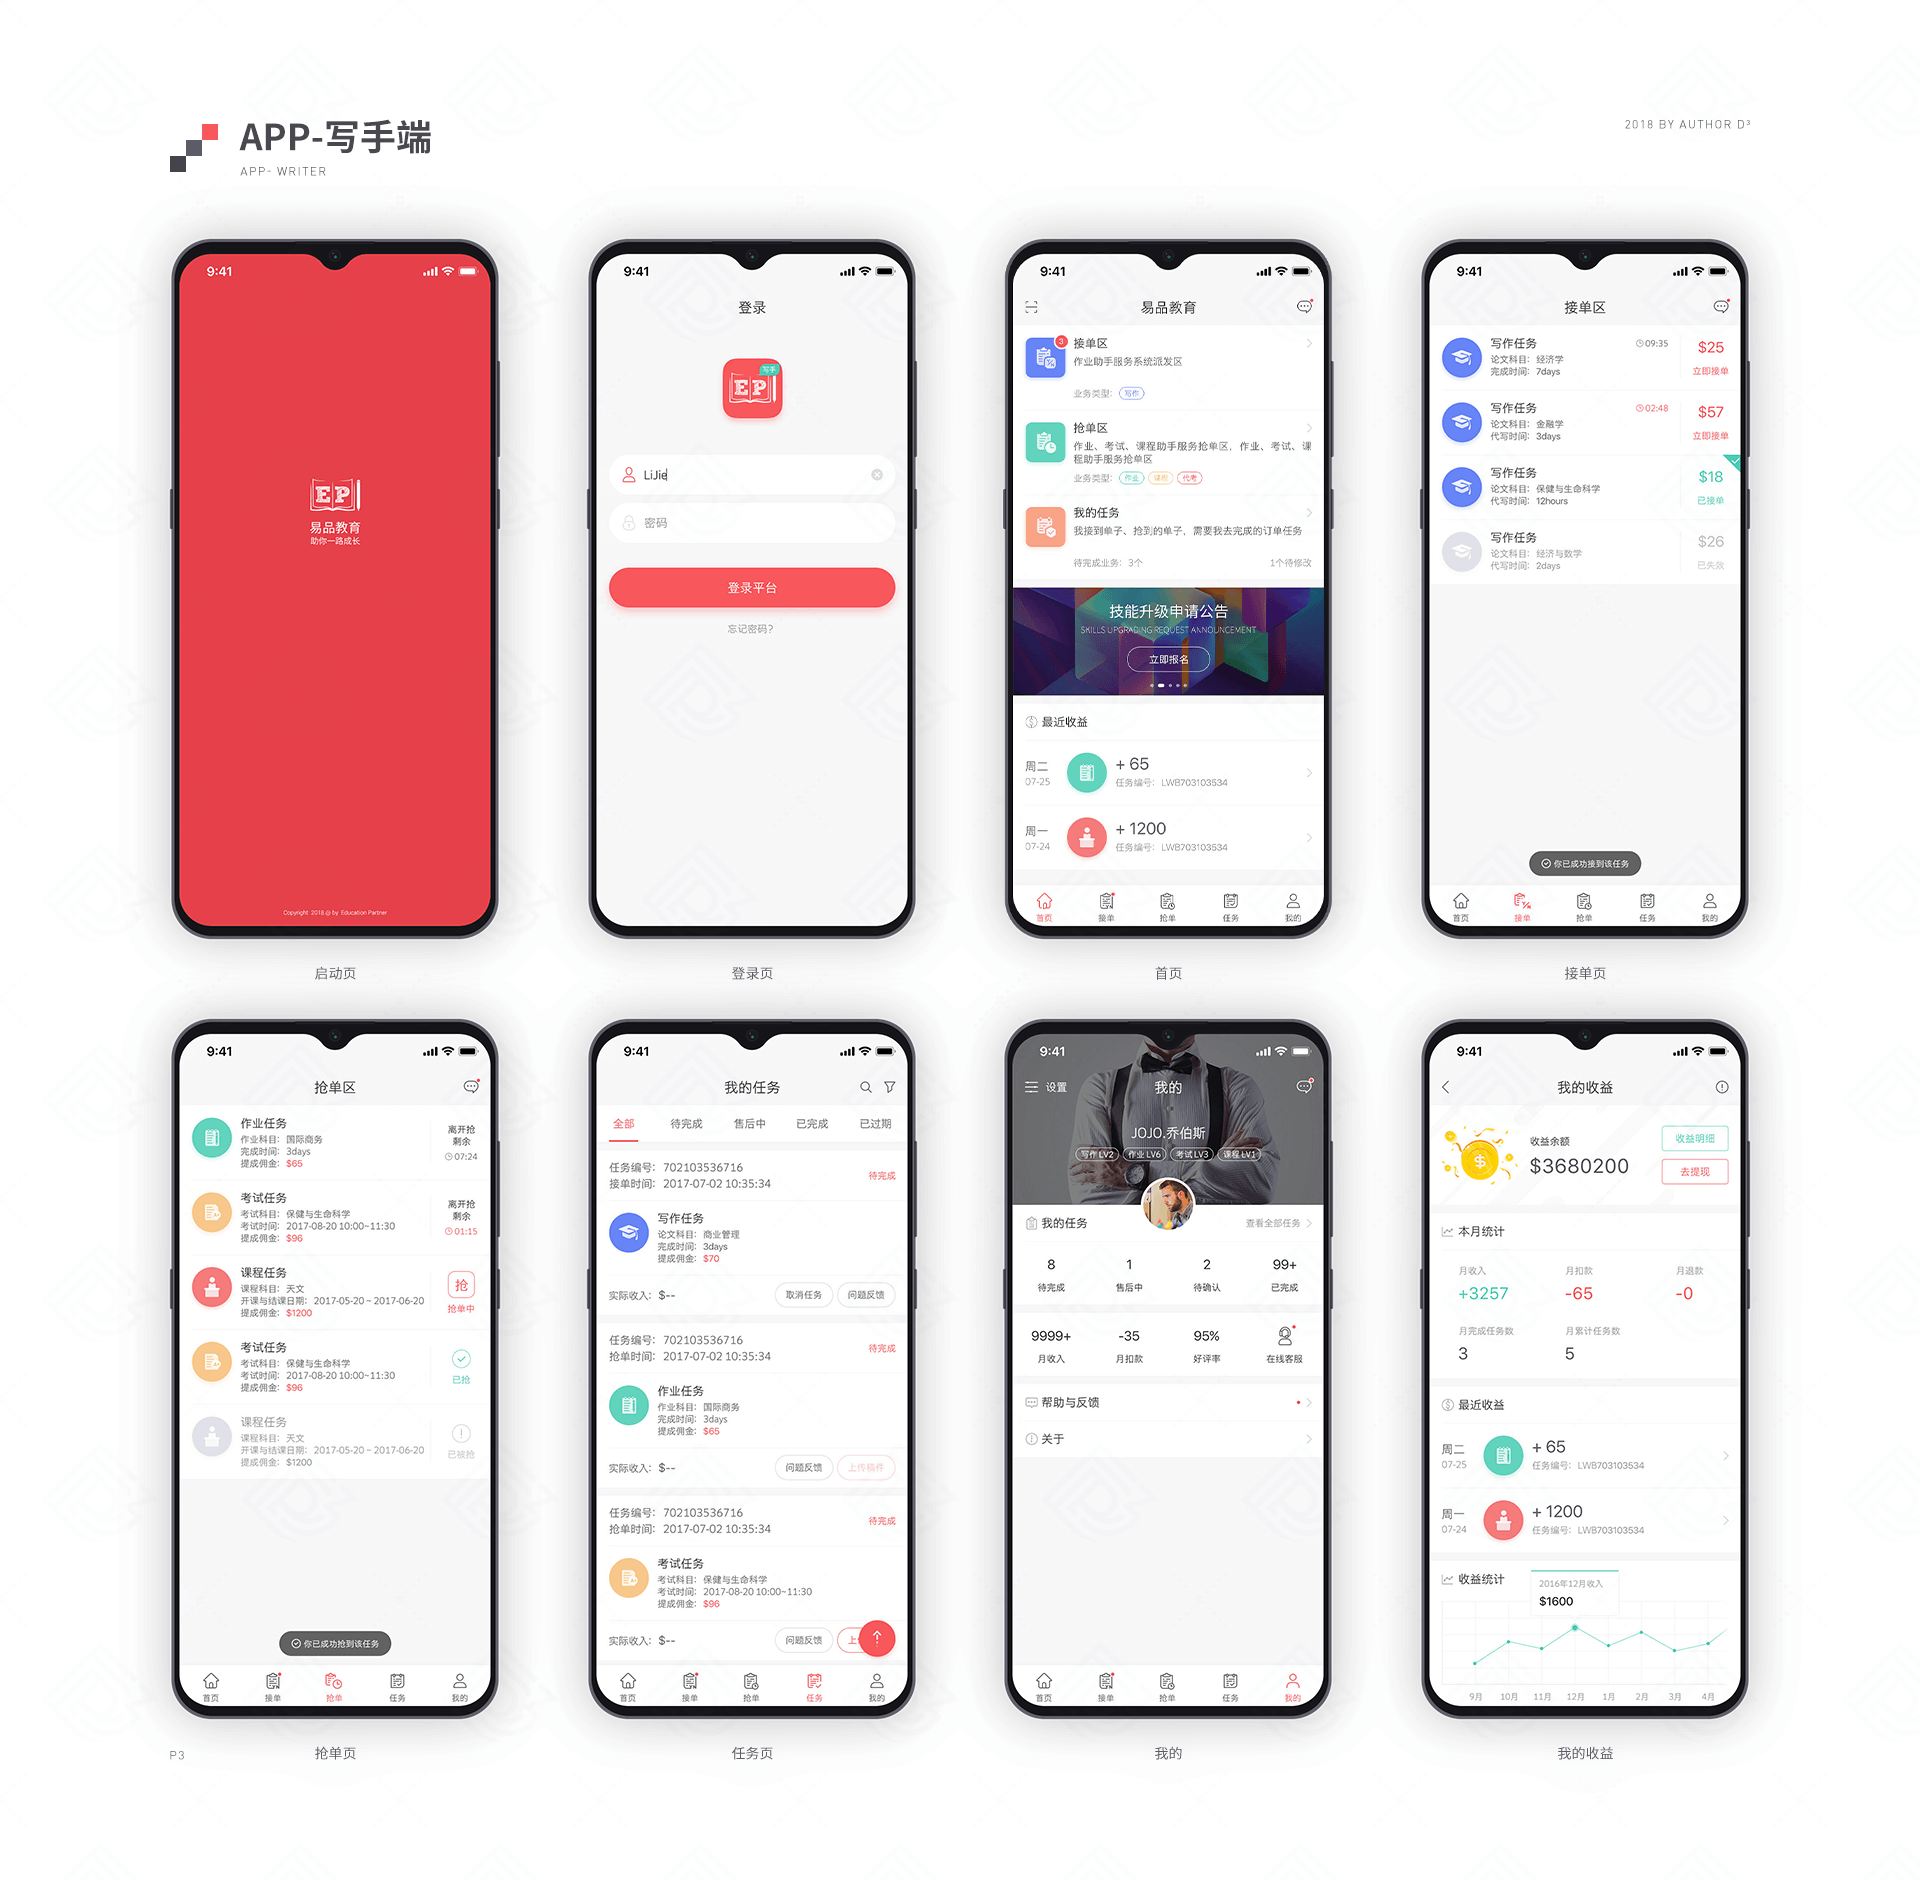 APP-写手端
APP- WRITER
2018 BY AUTHOR D³
9:41
EP
易品教育
助你一路成长
Copyright 2018 @ by Education Partner
启动页
9:41
登录
写手
EP
LiJie
密码
登录平台
忘记密码?
登录页
9:41
易品教育
3
接单区
作业助手服务系统派发区
业务类型: 写作
抢单区
作业、考试、课程助手服务抢单区, 作业、考试、课
程助手服务抢单区
业务类型: 作业 课程 代考
我的任务
我接到单子、抢到的单子, 需要我去完成的订单任务
待完成业务: 3个 1个待修改
技能升级申请公告
SKILLS UPGRADING REQUEST ANNOUNCEMENT
立即报名
最近收益
周二 + 65
07-25 任务编号: LWB703103534
周一 + 1200
07-24 任务编号: LWB703103534
首页 接单 抢单 任务 我的
首页
9:41
接单区
写作任务 09:35 $25
论文科目: 经济学
完成时间: 7days 立即接单
写作任务 02:48 $57
论文科目: 金融学
代写时间: 3days 立即接单
写作任务 $18
论文科目: 保健与生命科学
代写时间: 12hours 已接单
写作任务 $26
论文科目: 经济与数学
代写时间: 2days 已失效
你已成功接到该任务
首页 接单 抢单 任务 我的
接单页
9:41
抢单区
作业任务 离开抢
作业科目: 国际商务 剩余
完成时间: 3days 07:24
提成佣金: $65
考试任务 离开抢
考试科目: 保健与生命科学 剩余
考试时间: 2017-08-20 10:00~11:30 01:15
提成佣金: $96
课程任务 抢
课程科目: 天文
开课与结课日期: 2017-05-20 ~ 2017-06-20 抢单中
提成佣金: $1200
考试任务
考试科目: 保健与生命科学
考试时间: 2017-08-20 10:00~11:30 已抢
提成佣金: $96
课程任务
课程科目: 天文
开课与结课日期: 2017-05-20 ~ 2017-06-20 已被抢
提成佣金: $1200
你已成功抢到该任务
首页 接单 抢单 任务 我的
抢单页
9:41
我的任务
全部 待完成 售后中 已完成 已过期
任务编号: 702103536716 待完成
接单时间: 2017-07-02 10:35:34
写作任务
论文科目: 商业管理
完成时间: 3days
提成佣金: $70
实际收入: $-- 取消任务 问题反馈
任务编号: 702103536716 待完成
抢单时间: 2017-07-02 10:35:34
作业任务
作业科目: 国际商务
完成时间: 3days
提成佣金: $65
实际收入: $-- 问题反馈 上传稿件
任务编号: 702103536716 待完成
抢单时间: 2017-07-02 10:35:34
考试任务
考试科目: 保健与生命科学
考试时间: 2017-08-20 10:00~11:30
提成佣金: $96
实际收入: $-- 问题反馈 上
首页 接单 抢单 任务 我的
任务页
9:41
设置 我的
JOJO.乔伯斯
写作 LV2 作业 LV6 考试 LV3 课程 LV1
我的任务 查看全部任务
8 1 2 99+
待完成 售后中 待确认 已完成
9999+ -35 95%
月收入 月扣款 好评率 在线客服
帮助与反馈
关于
首页 接单 抢单 任务 我的
我的
9:41
我的收益
收益余额 收益明细
$3680200 去提现
本月统计
月收入 月扣款 月退款
+3257 -65 -0
月完成任务数 月累计任务数
3 5
最近收益
周二 + 65
07-25 任务编号: LWB703103534
周一 + 1200
07-24 任务编号: LWB703103534
收益统计
2016年12月收入
$1600
9月 10月 11月 12月 1月 2月 3月 4月
我的收益
P3